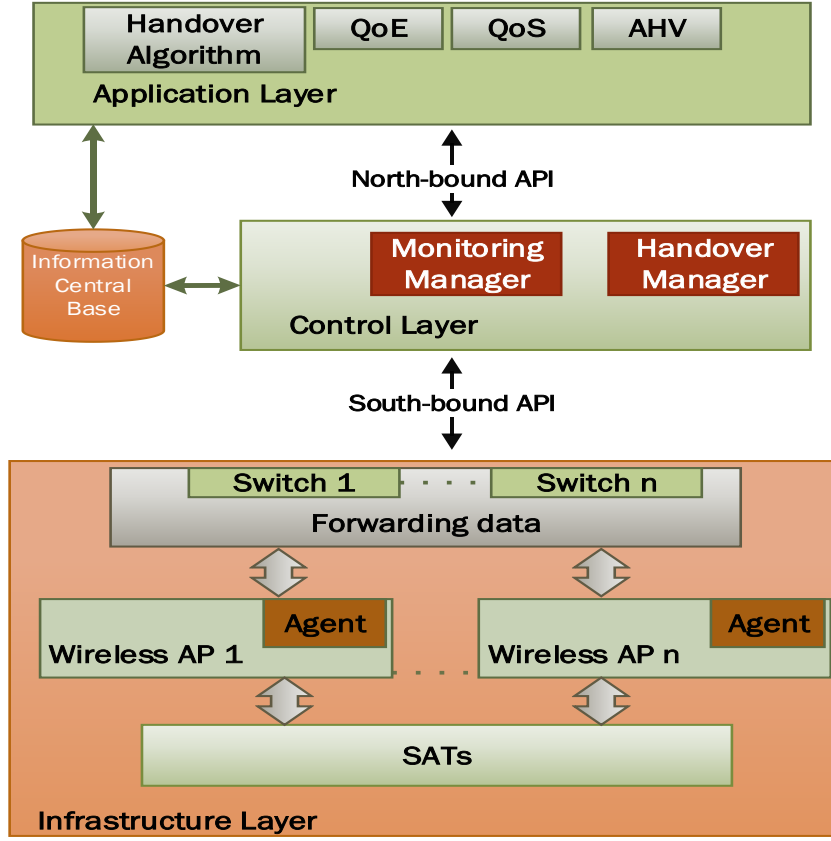 Handover
Algorithm
QoE
QoS
AHV
Application Layer
North-bound API
Information
Central
Base
Monitoring
Manager
Handover
Manager
Control Layer
South-bound API
Switch 1
Switch n
Forwarding data
Agent
Wireless AP 1
Agent
Wireless AP n
SATs
Infrastructure Layer